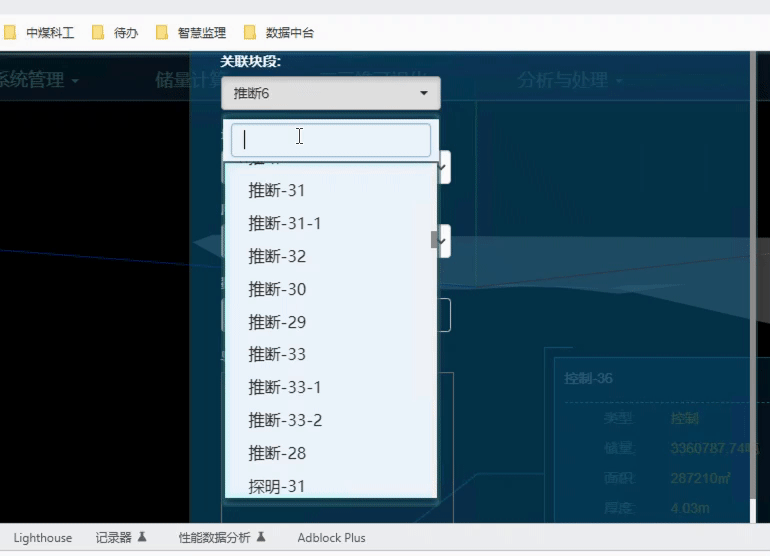 中煤科工 待办 智慧监理 数据中台
关联块段:
系统管理 储量计算 分析与处理
推断6
推断-31
推断-31-1
推断-32
推断-30
推断-29
推断-33
推断-33-1
推断-33-2
推断-28
探明-31
控制-36
类型: 控制
储量: 3360787.74吨
面积: 287210㎡
厚度: 4.03m
Lighthouse 记录器 性能数据分析 Adblock Plus